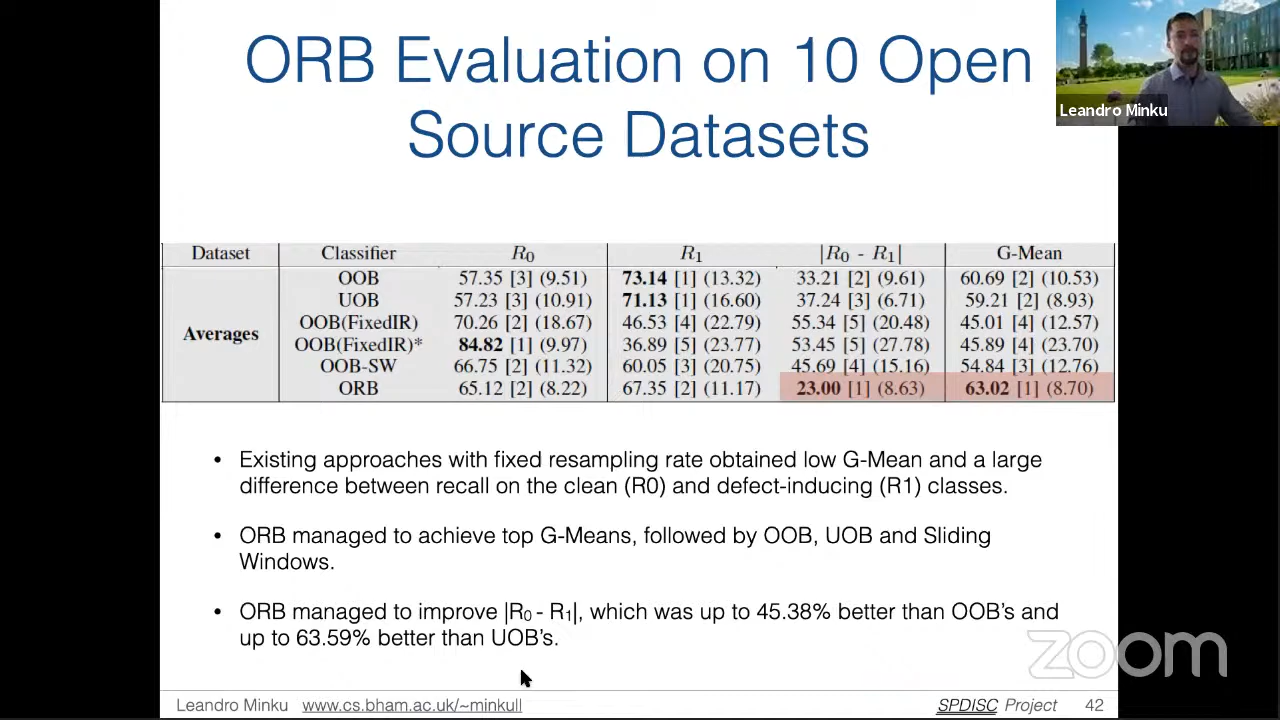 ORB Evaluation on 10 Open
Source Datasets
Leandro Minku
Dataset Classifier R0 R1 |R0 - R1| G-Mean
OOB 57.35 [3] (9.51) 73.14 [1] (13.32) 33.21 [2] (9.61) 60.69 [2] (10.53)
UOB 57.23 [3] (10.91) 71.13 [1] (16.60) 37.24 [3] (6.71) 59.21 [2] (8.93)
OOB(FixedIR) 70.26 [2] (18.67) 46.53 [4] (22.79) 55.34 [5] (20.48) 45.01 [4] (12.57)
Averages
OOB(FixedIR)* 84.82 [1] (9.97) 36.89 [5] (23.77) 53.45 [5] (27.78) 45.89 [4] (23.70)
OOB-SW 66.75 [2] (11.32) 60.05 [3] (20.75) 45.69 [4] (15.16) 54.84 [3] (12.76)
ORB 65.12 [2] (8.22) 67.35 [2] (11.17) 23.00 [1] (8.63) 63.02 [1] (8.70)
• Existing approaches with fixed resampling rate obtained low G-Mean and a large
difference between recall on the clean (R0) and defect-inducing (R1) classes.
• ORB managed to achieve top G-Means, followed by OOB, UOB and Sliding
Windows.
• ORB managed to improve |R0 - R1|, which was up to 45.38% better than OOB's and
up to 63.59% better than UOB's.
zoom
Leandro Minku www.cs.bham.ac.uk/~minkull SPDISC Project 42